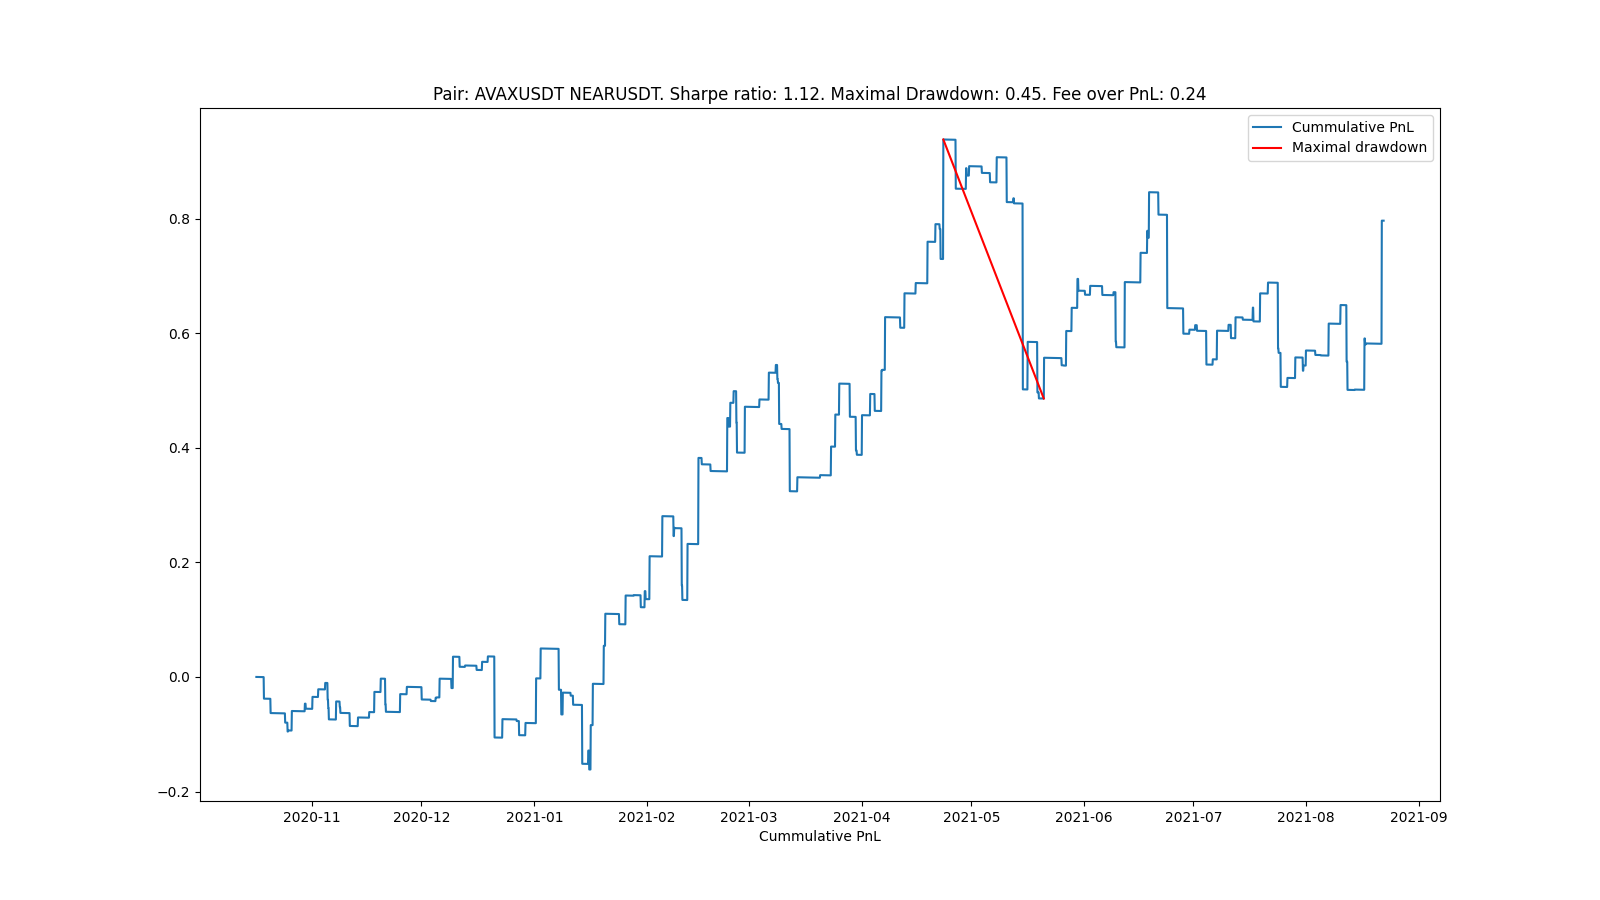 Pair: AVAXUSDT NEARUSDT. Sharpe ratio: 1.12. Maximal Drawdown: 0.45. Fee over PnL: 0.24
Cummulative PnL
Maximal drawdown
0.8
0.6
0.4
0.2
0.0
−0.2
2020-11 2020-12 2021-01 2021-02 2021-03 2021-04 2021-05 2021-06 2021-07 2021-08 2021-09
Cummulative PnL